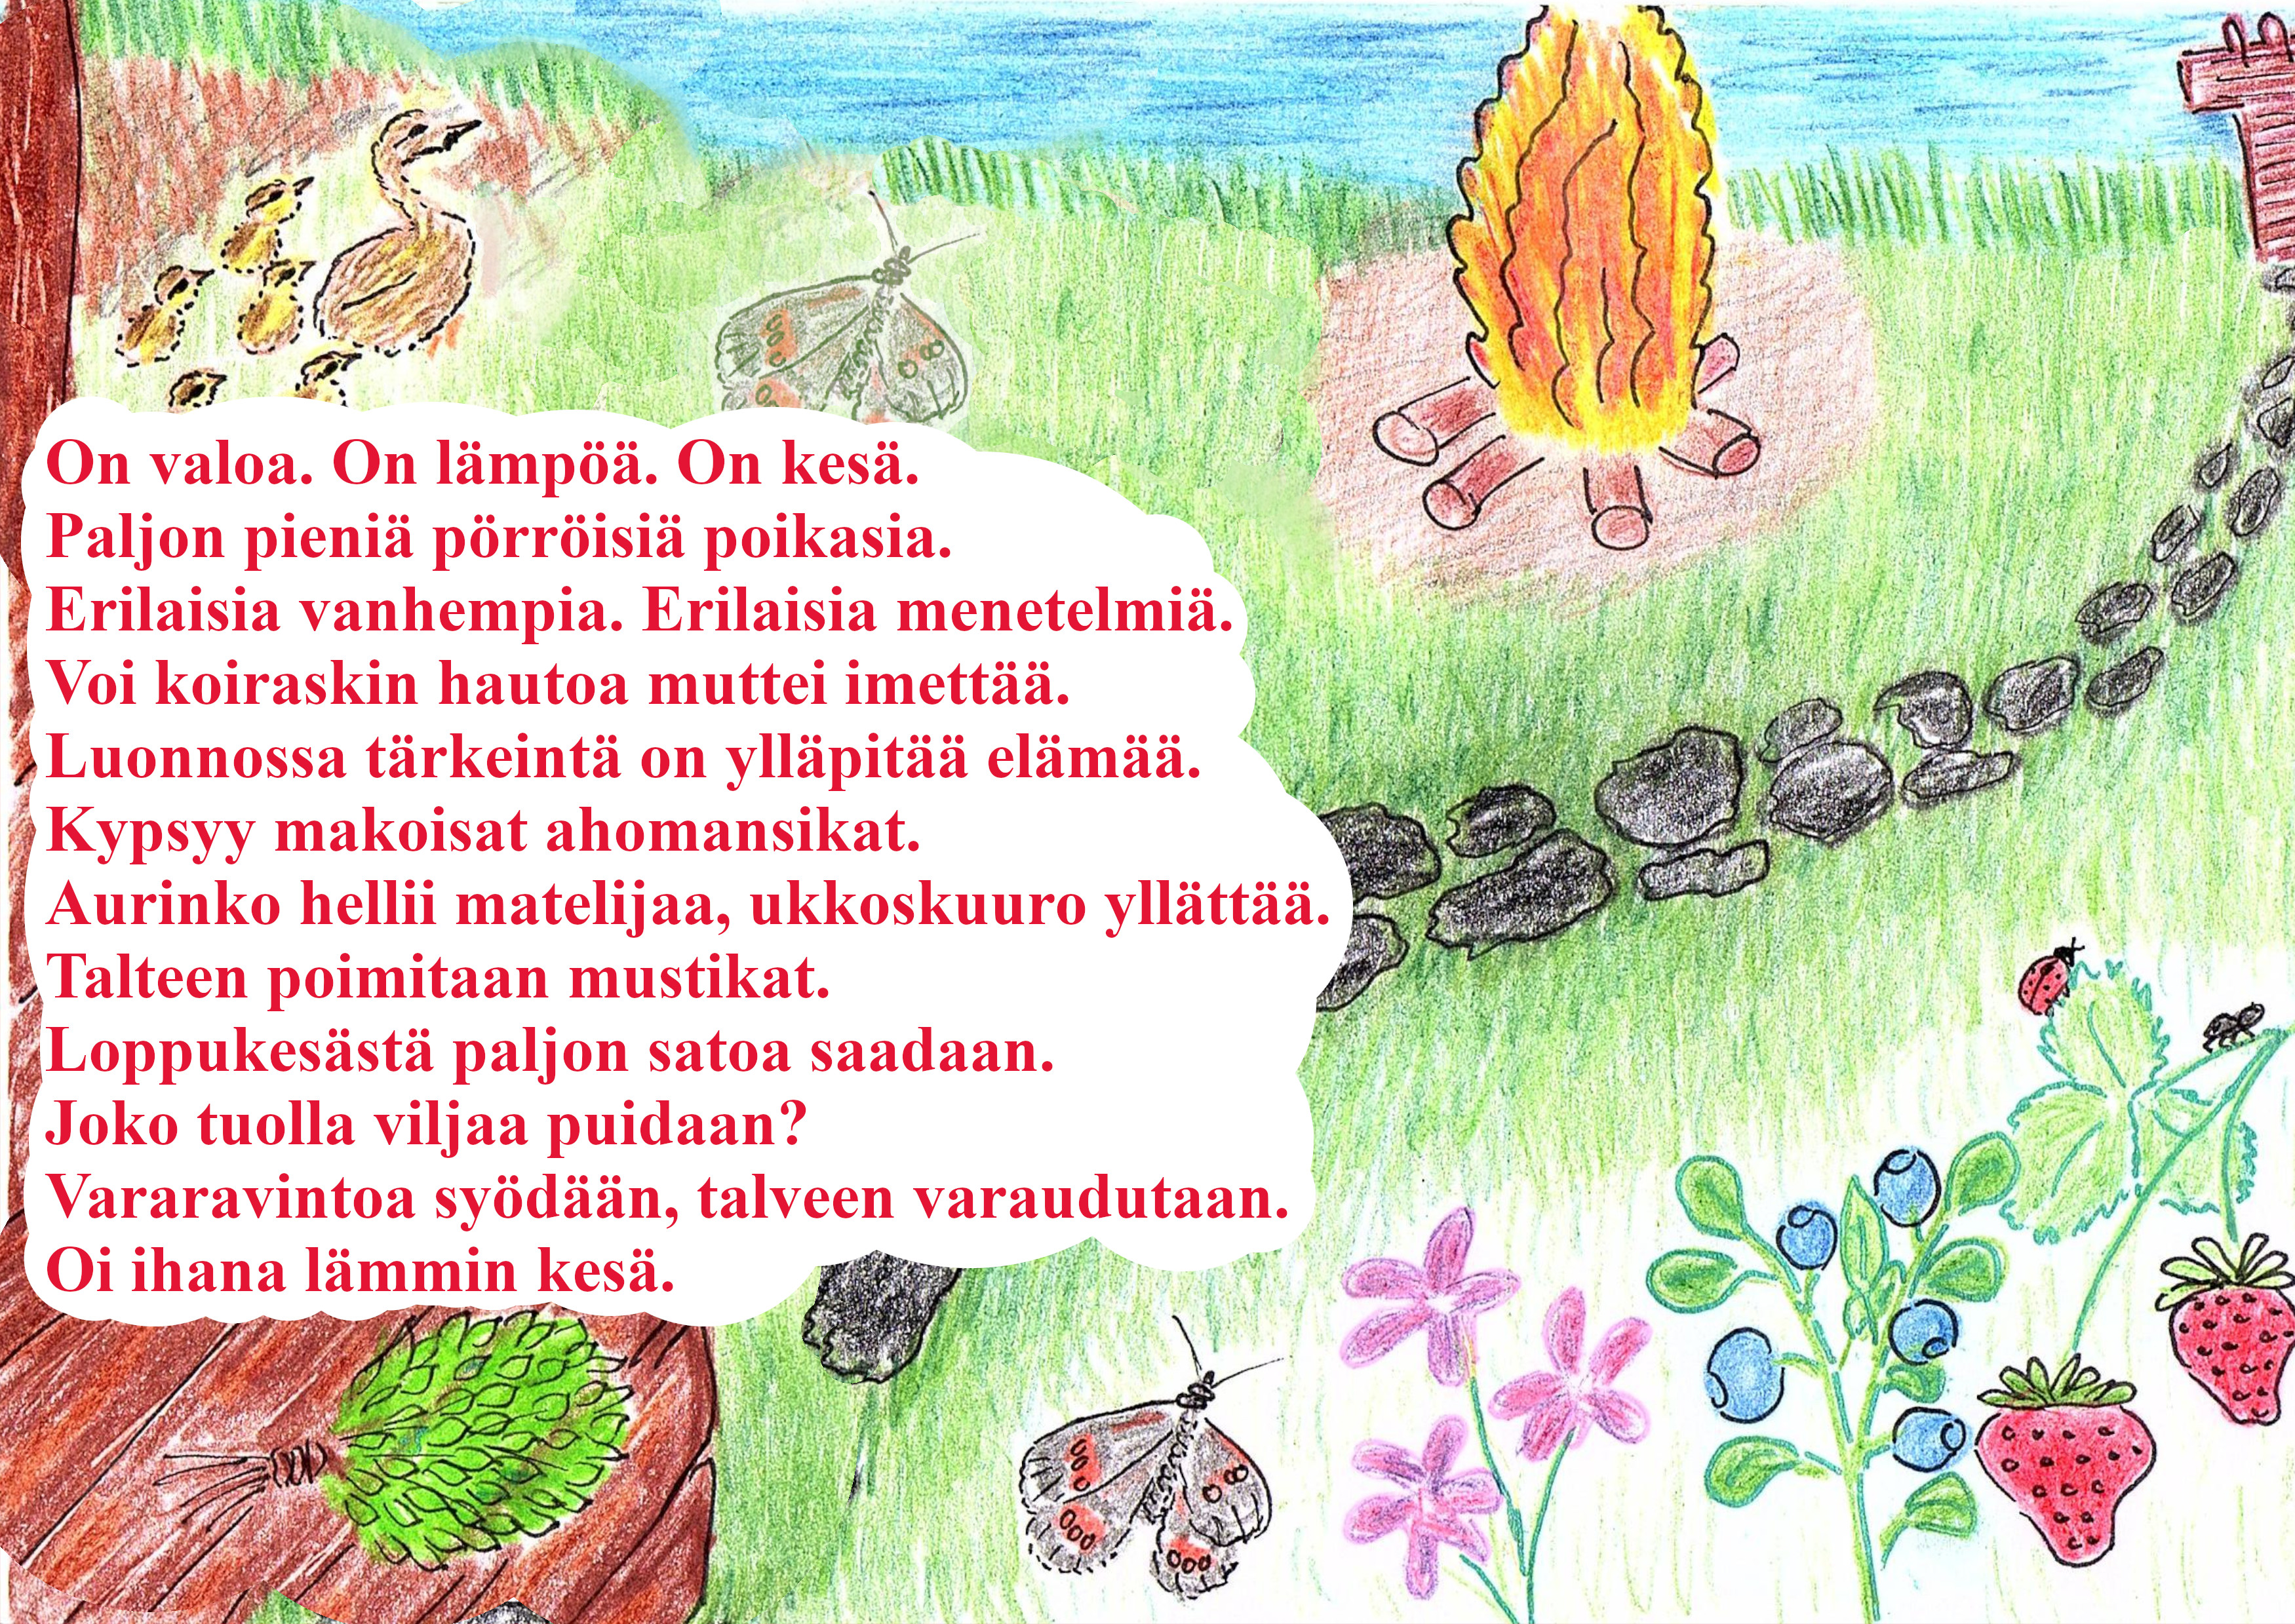 On valoa. On lämpöä. On kesä.
Paljon pieniä pörröisiä poikasia.
Erilaisia vanhempia. Erilaisia menetelmiä.
Voi koiraskin hautoa muttei imettää.
Luonnossa tärkeintä on ylläpitää elämää.
Kypsyy makoisat ahomansikat.
Aurinko hellii matelijaa, ukkoskuuro yllättää.
Talteen poimitaan mustikat.
Loppukesästä paljon satoa saadaan.
Joko tuolla viljaa puidaan?
Vararavintoa syödään, talveen varaudutaan.
Oi ihana lämmin kesä.